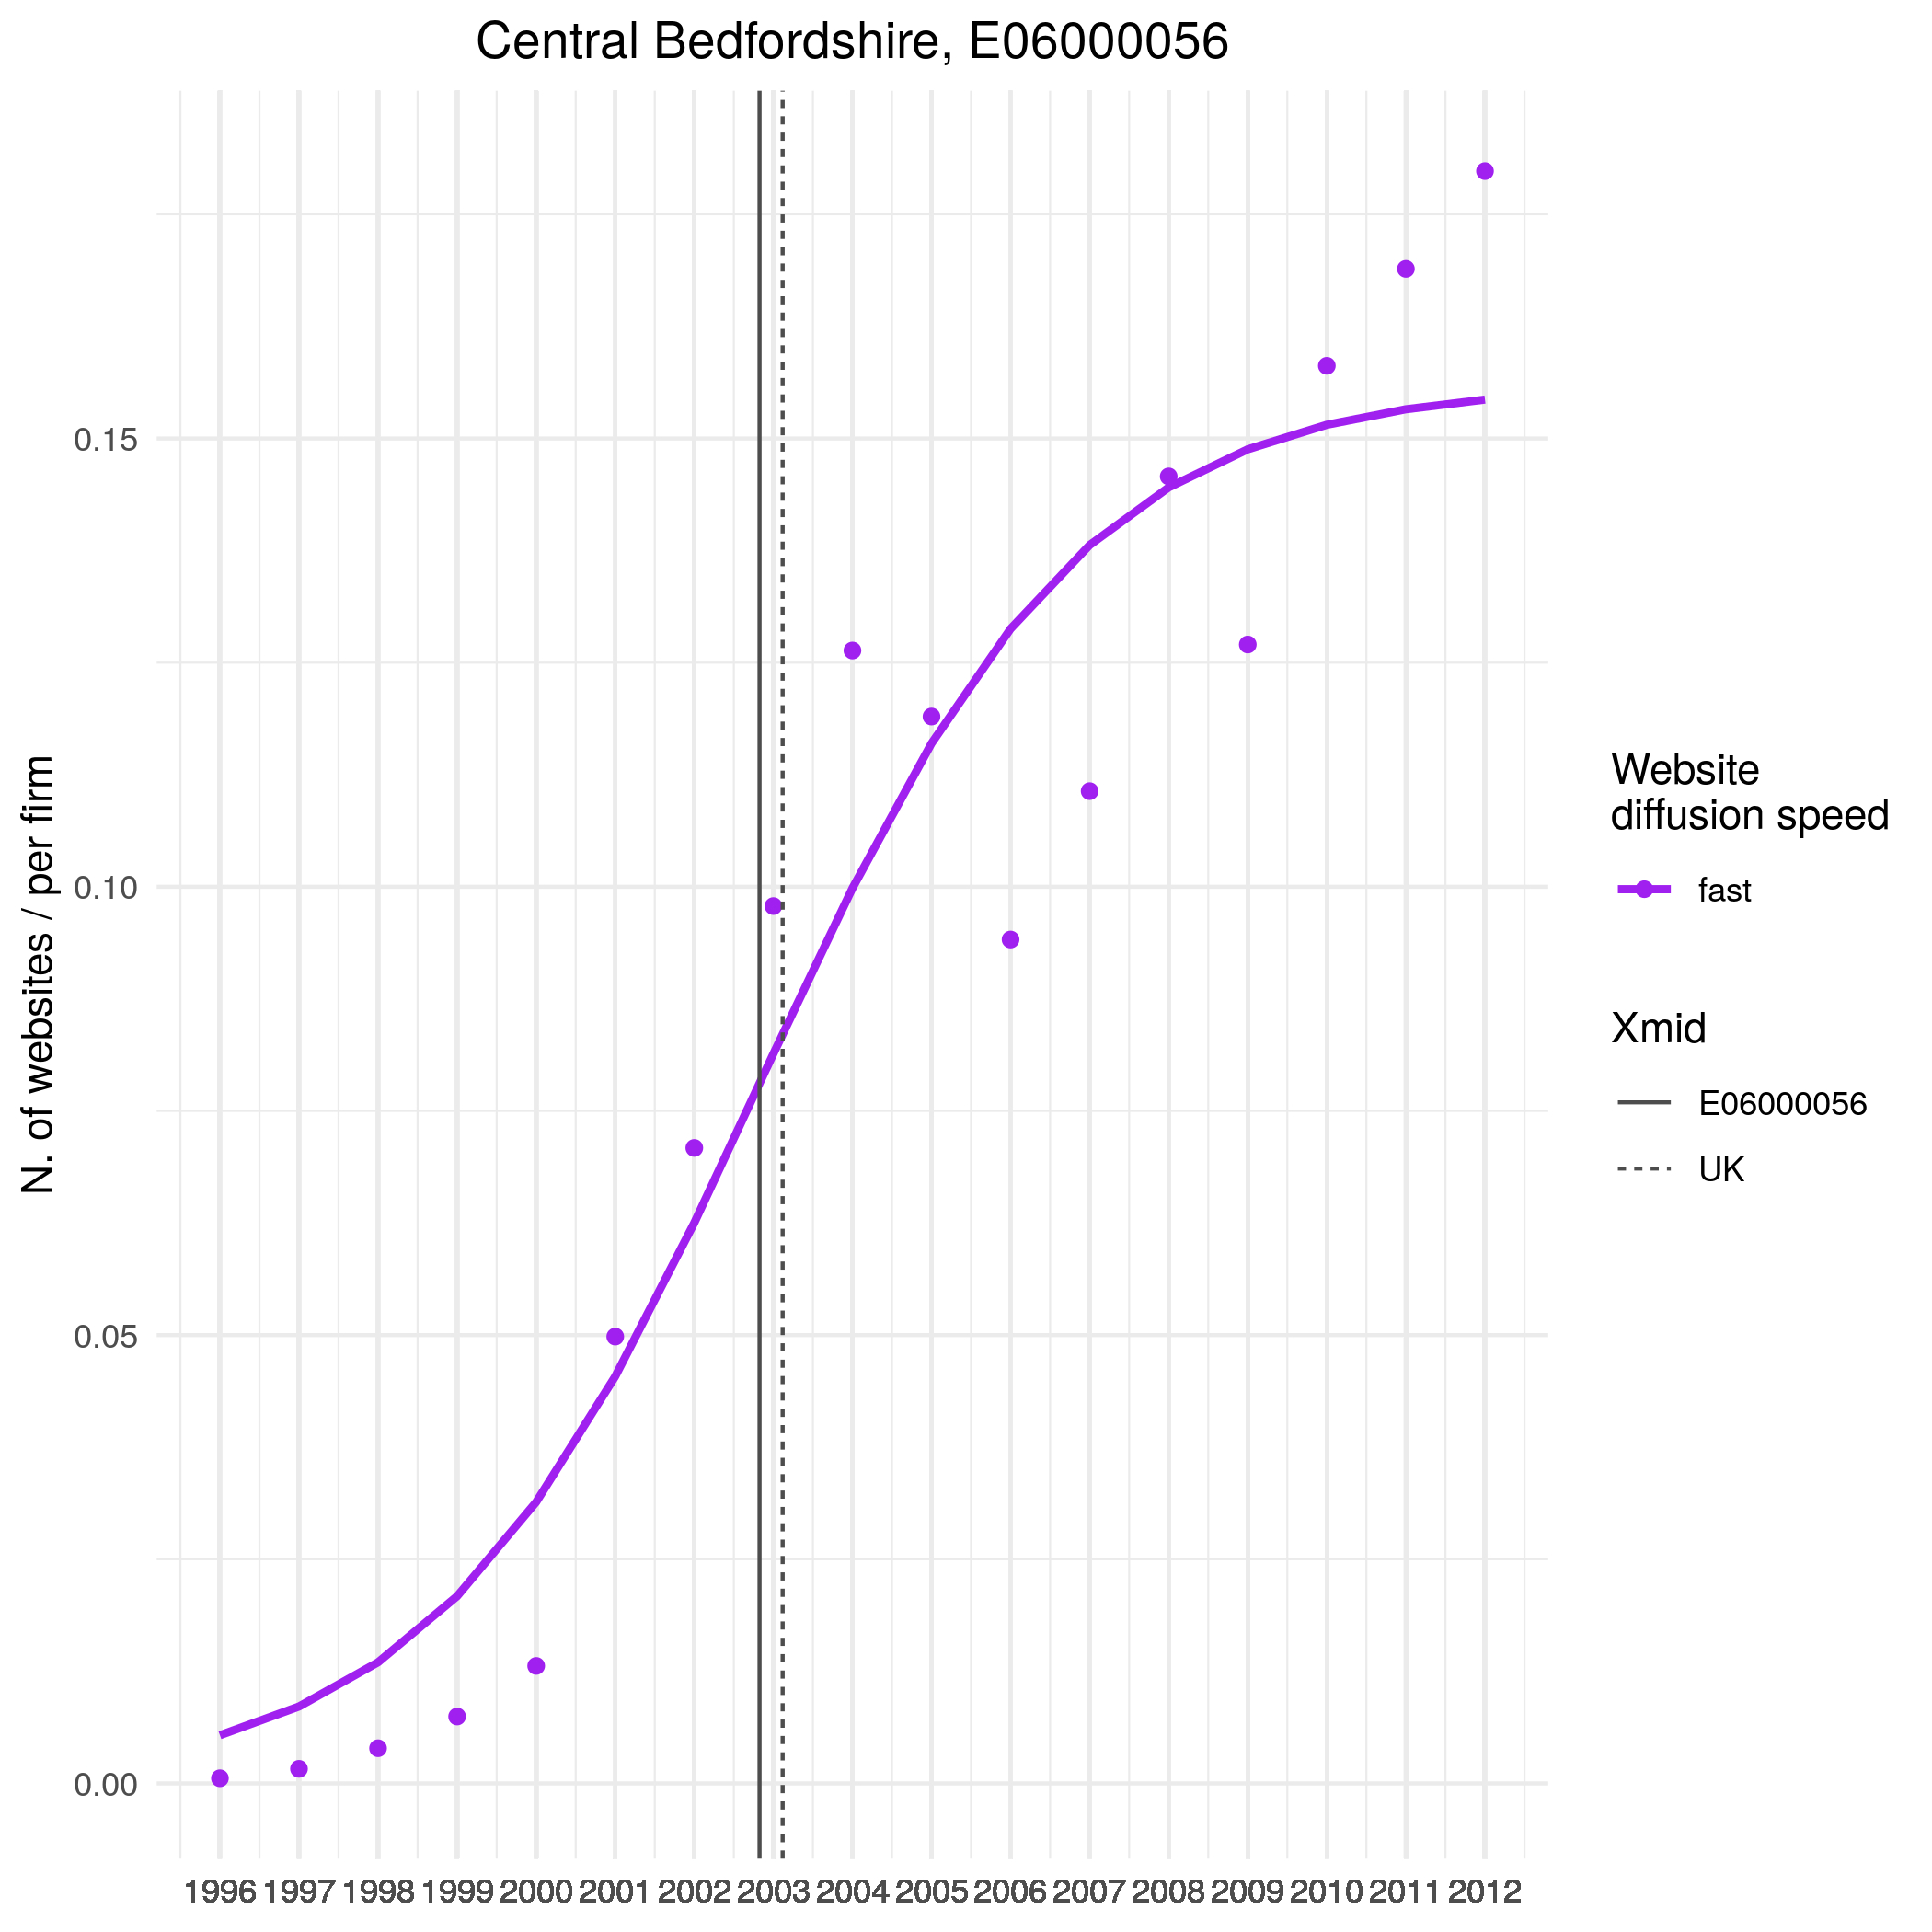 Central Bedfordshire, E06000056
N. of websites / per firm
0.15
0.10
0.05
0.00
1996 1997 1998 1999 2000 2001 2002 2003 2004 2005 2006 2007 2008 2009 2010 2011 2012
Website
diffusion speed
fast
Xmid
E06000056
UK